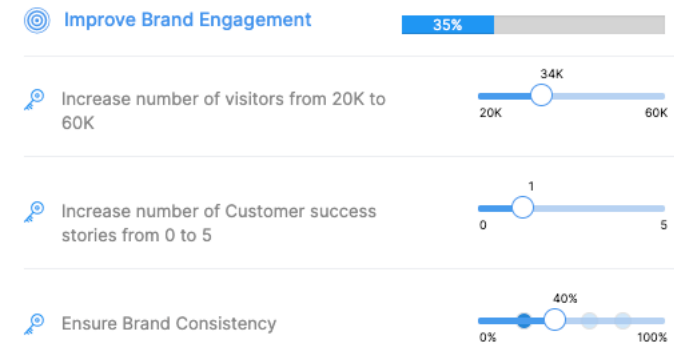 Improve Brand Engagement
35%
34K
Increase number of visitors from 20K to
60K
20K
60K
1
Increase number of Customer success
stories from 0 to 5
0
5
40%
Ensure Brand Consistency
0%
100%